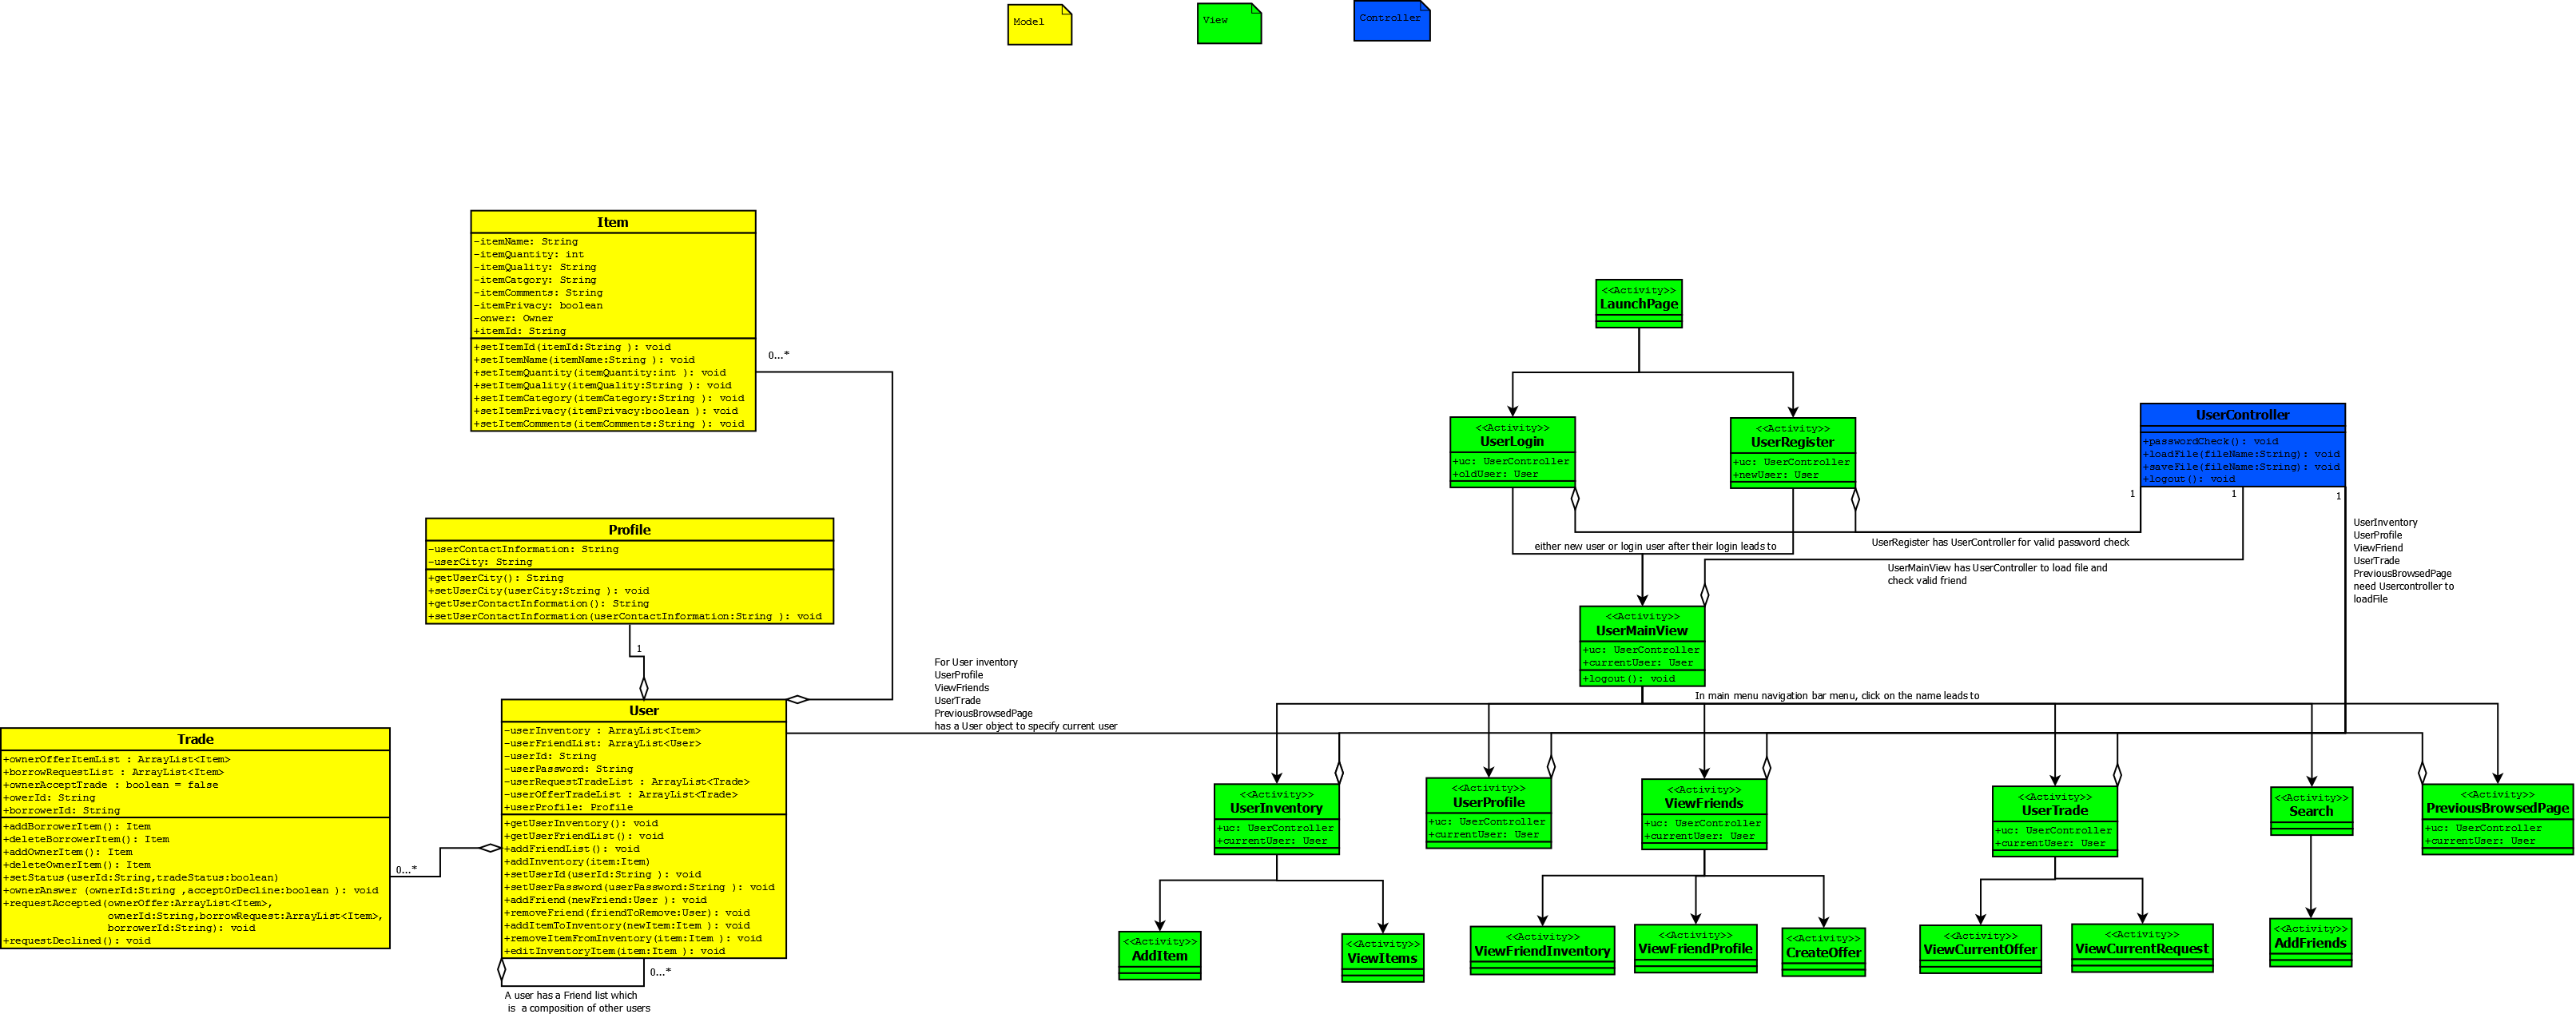 Model
View
Controller
Item
-itemName: String
-itemQuantity: int
-itemQuality: String
-itemCatgory: String
-itemComments: String
-itemPrivacy: boolean
-onwer: Owner
+itemId: String
+setItemId(itemId:String ): void
+setItemName(itemName:String ): void
+setItemQuantity(itemQuantity:int ): void
+setItemQuality(itemQuality:String ): void
+setItemCategory(itemCategory:String ): void
+setItemPrivacy(itemPrivacy:boolean ): void
+setItemComments(itemComments:String ): void
0...*
Profile
-userContactInformation: String
-userCity: String
+getUserCity(): String
+setUserCity(userCity:String ): void
+getUserContactInformation(): String
+setUserContactInformation(userContactInformation:String ): void
1
Trade
+ownerOfferItemList : ArrayList<Item>
+borrowRequestList : ArrayList<Item>
+ownerAcceptTrade : boolean = false
+owerId: String
+borrowerId: String
+addBorrowerItem(): Item
+deleteBorrowerItem(): Item
+addOwnerItem(): Item
+deleteOwnerItem(): Item
+setStatus(userId:String,tradeStatus:boolean)
+ownerAnswer (ownerId:String ,acceptOrDecline:boolean ): void
+requestAccepted(ownerOffer:ArrayList<Item>,
ownerId:String,borrowRequest:ArrayList<Item>,
borrowerId:String): void
+requestDeclined(): void
0...*
User
-userInventory : ArrayList<Item>
-userFriendList: ArrayList<User>
-userId: String
-userPassword: String
-userRequestTradeList : ArrayList<Trade>
-userOfferTradeList : ArrayList<Trade>
+userProfile: Profile
+getUserInventory(): void
+getUserFriendList(): void
+addFriendList(): void
+addInventory(item:Item)
+setUserId(userId:String ): void
+setUserPassword(userPassword:String ): void
+addFriend(newFriend:User ): void
+removeFriend(friendToRemove:User): void
+addItemToInventory(newItem:Item ): void
+removeItemFromInventory(item:Item ): void
+editInventoryItem(item:Item ): void
0...*
A user has a Friend list which
is  a composition of other users
For User inventory
UserProfile
ViewFriends
UserTrade
PreviousBrowsedPage
has a User object to specify current user
<<Activity>>
LaunchPage
<<Activity>>
UserLogin
+uc: UserController
+oldUser: User
<<Activity>>
UserRegister
+uc: UserController
+newUser: User
UserController
+passwordCheck(): void
+loadFile(fileName:String): void
+saveFile(fileName:String): void
+logout(): void
1
1
1
either new user or login user after their login leads to
UserRegister has UserController for valid password check
UserMainView has UserController to load file and
check valid friend
UserInventory
UserProfile
ViewFriend
UserTrade
PreviousBrowsedPage
need Usercontroller to
loadFile
<<Activity>>
UserMainView
+uc: UserController
+currentUser: User
+logout(): void
In main menu navigation bar menu, click on the name leads to
<<Activity>>
UserInventory
+uc: UserController
+currentUser: User
<<Activity>>
UserProfile
+uc: UserController
+currentUser: User
<<Activity>>
ViewFriends
+uc: UserController
+currentUser: User
<<Activity>>
UserTrade
+uc: UserController
+currentUser: User
<<Activity>>
Search
<<Activity>>
PreviousBrowsedPage
+uc: UserController
+currentUser: User
<<Activity>>
AddItem
<<Activity>>
ViewItems
<<Activity>>
ViewFriendInventory
<<Activity>>
ViewFriendProfile
<<Activity>>
CreateOffer
<<Activity>>
ViewCurrentOffer
<<Activity>>
ViewCurrentRequest
<<Activity>>
AddFriends